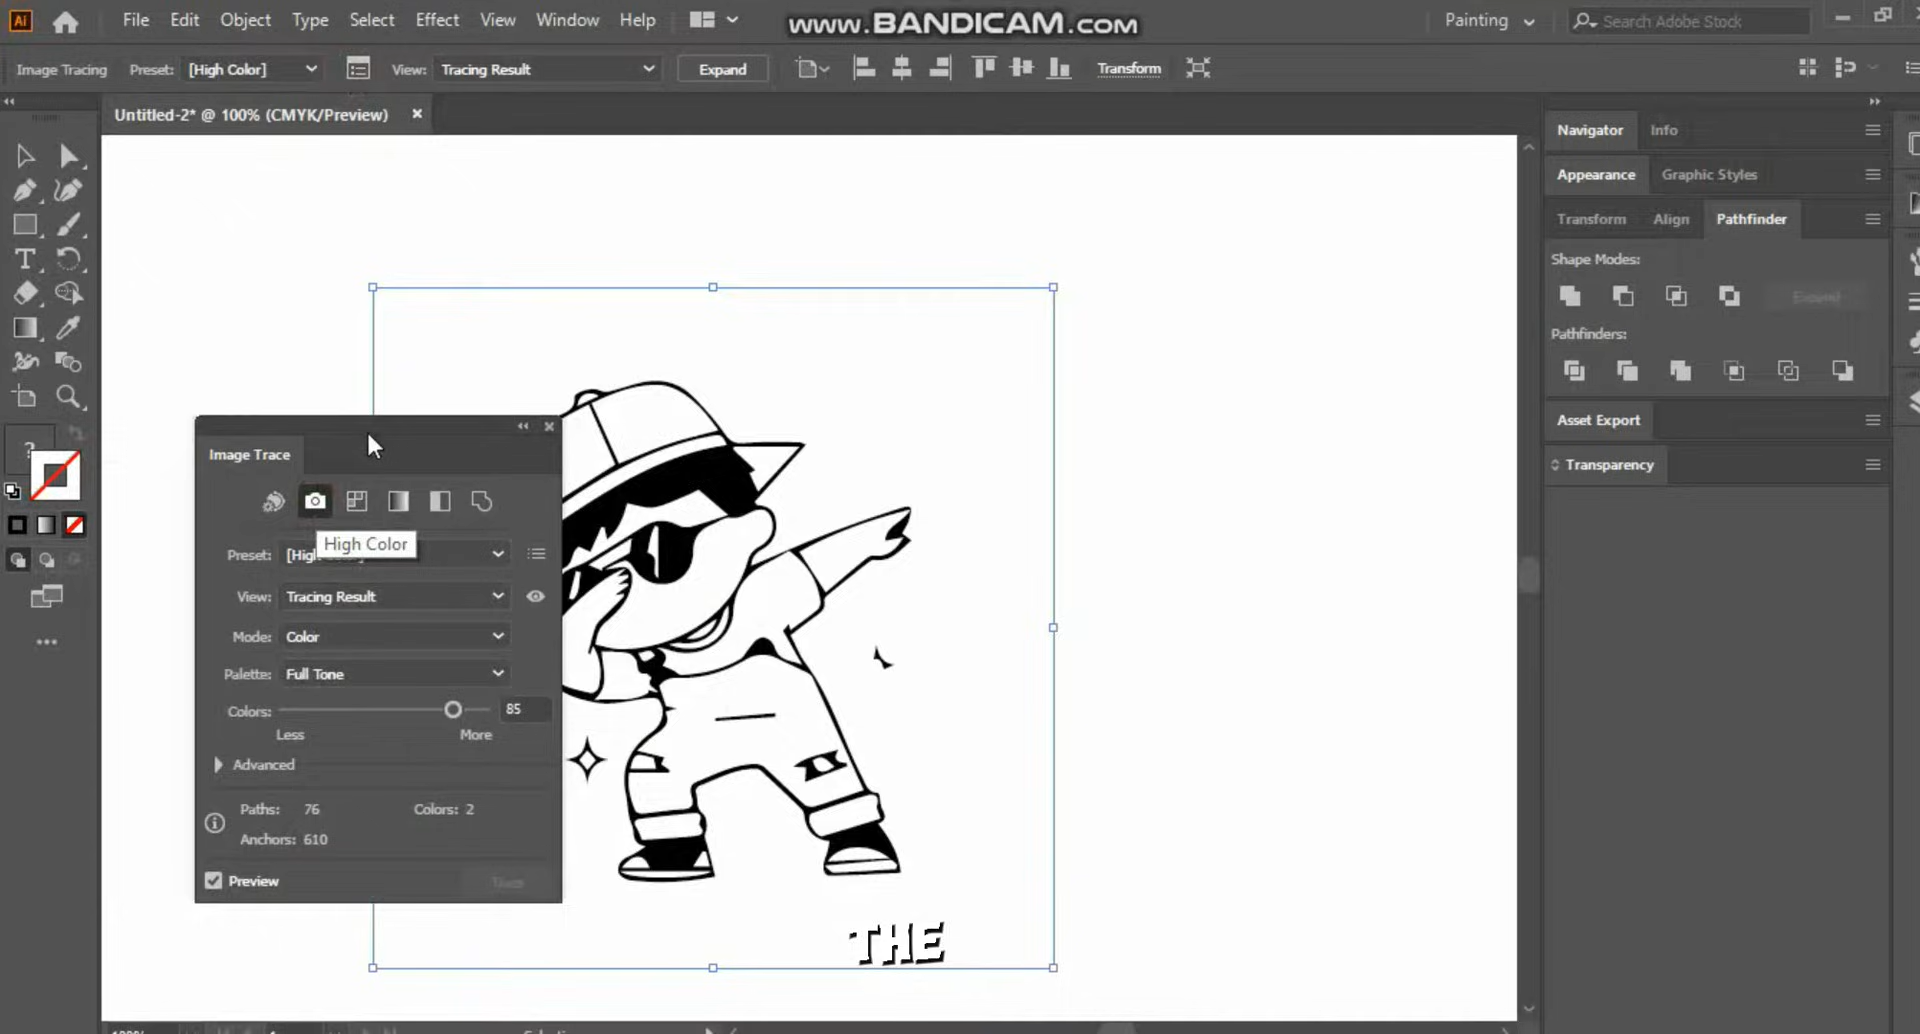 Ai File Edit Object Type Select Effect View Window Help www.BANDICAM.com Painting Search Adobe Stock
Image Tracing Preset: [High Color] View: Tracing Result Expand Transform
Untitled-2* @ 100% (CMYK/Preview) ×
Navigator Info
Appearance Graphic Styles
Transform Align Pathfinder
Shape Modes:
Expand
Pathfinders:
Asset Export
Transparency
?
Image Trace
High Color
Preset:
View: Tracing Result
Mode: Color
Palette: Full Tone
Colors: 85
Less More
Advanced
Paths: 76 Colors: 2
Anchors: 610
Preview Trace
THE